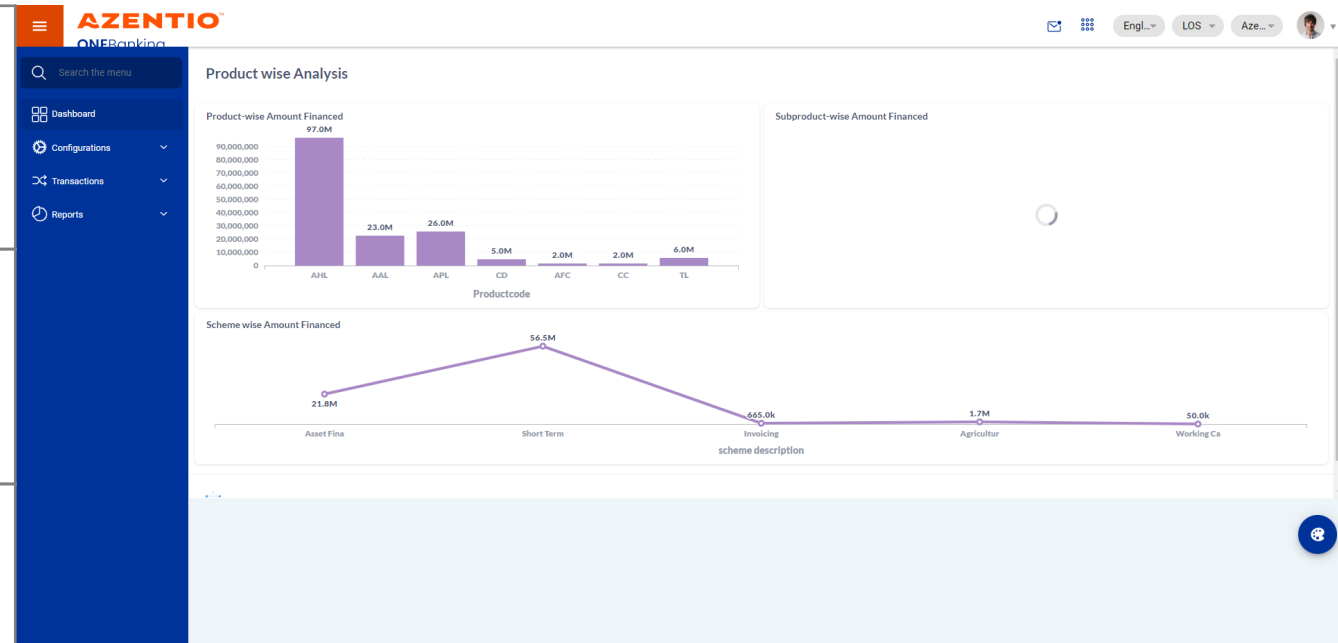 AZENTIO
ONEBanking
Engl...
LOS
Aze...
Search the menu
Dashboard
Configurations
Transactions
Reports
Product wise Analysis
Product-wise Amount Financed
97.0M
90,000,000
80,000,000
70,000,000
60,000,000
50,000,000
40,000,000
30,000,000
20,000,000
10,000,000
0
23.0M
26.0M
5.0M
2.0M
2.0M
6.0M
AHL
AAL
APL
CD
AFC
CC
TL
Productcode
Subproduct-wise Amount Financed
Scheme wise Amount Financed
56.5M
21.8M
665.0k
1.7M
50.0k
Asset Fina
Short Term
Invoicing
Agricultur
Working Ca
scheme description